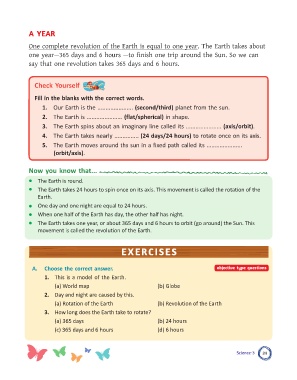 A YEAR
One complete revolution of the Earth is equal to one year. The Earth takes about
one year—365 days and 6 hours —to finish one trip around the Sun. So we can
say that one revolution takes 365 days and 6 hours.
Check Yourself
Fill in the blanks with the correct words.
1. Our Earth is the ..................... (second/third) planet from the sun.
2. The Earth is ..................... (flat/spherical) in shape.
3. The Earth spins about an imaginary line called its ..................... (axis/orbit).
4. The Earth takes nearly ............... (24 days/24 hours) to rotate once on its axis.
5. The Earth moves around the sun in a fixed path called its .....................
(orbit/axis).
Now you know that...
• The Earth is round.
• The Earth takes 24 hours to spin once on its axis. This movement is called the rotation of the
Earth.
• One day and one night are equal to 24 hours.
• When one half of the Earth has day, the other half has night.
• The Earth takes one year, or about 365 days and 6 hours to orbit (go around) the Sun. This
movement is called the revolution of the Earth.
EXERCISES
A. Choose the correct answer.
objective type questions
1. This is a model of the Earth.
(a) World map (b) Globe
2. Day and night are caused by this.
(a) Rotation of the Earth (b) Revolution of the Earth
3. How long does the Earth take to rotate?
(a) 365 days (b) 24 hours
(c) 365 days and 6 hours (d) 6 hours
Science-3